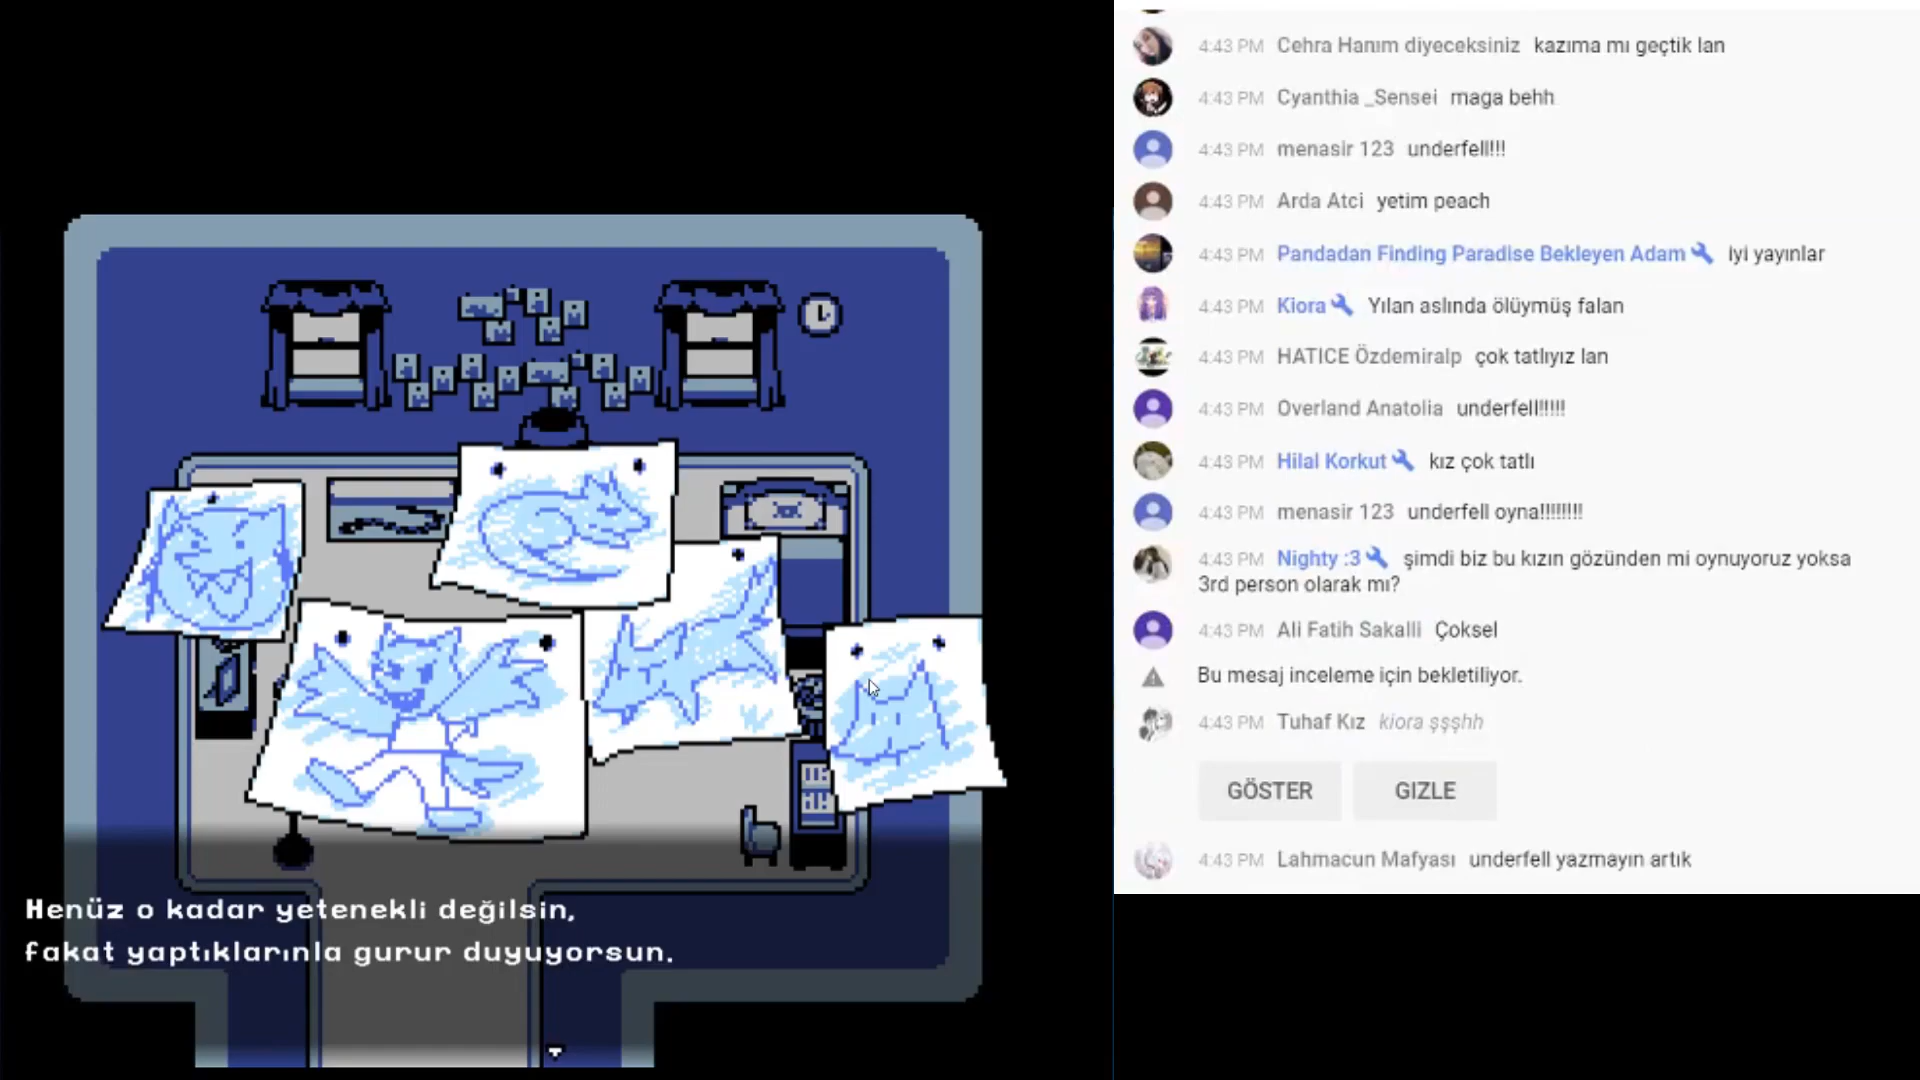 4:43 PM Cehra Hanım diyeceksiniz kazıma mı geçtik lan
4:43 PM Cyanthia _Sensei maga behh
4:43 PM menasir 123 underfell!!!
4:43 PM Arda Atci yetim peach
4:43 PM Pandadan Finding Paradise Bekleyen Adam iyi yayınlar
4:43 PM Kiora Yılan aslında ölüymüş falan
4:43 PM HATICE Özdemiralp çok tatlıyız lan
4:43 PM Overland Anatolia underfell!!!!!
4:43 PM Hilal Korkut kız çok tatlı
4:43 PM menasir 123 underfell oyna!!!!!!!!
4:43 PM Nighty :3 şimdi biz bu kızın gözünden mi oynuyoruz yoksa
3rd person olarak mı?
4:43 PM Ali Fatih Sakalli Çoksel
Bu mesaj inceleme için bekletiliyor.
4:43 PM Tuhaf Kız kiora şşşhh
GÖSTER GIZLE
4:43 PM Lahmacun Mafyası underfell yazmayın artık
Henüz o kadar yetenekli değilsin,
fakat yaptıklarınla gurur duyuyorsun.